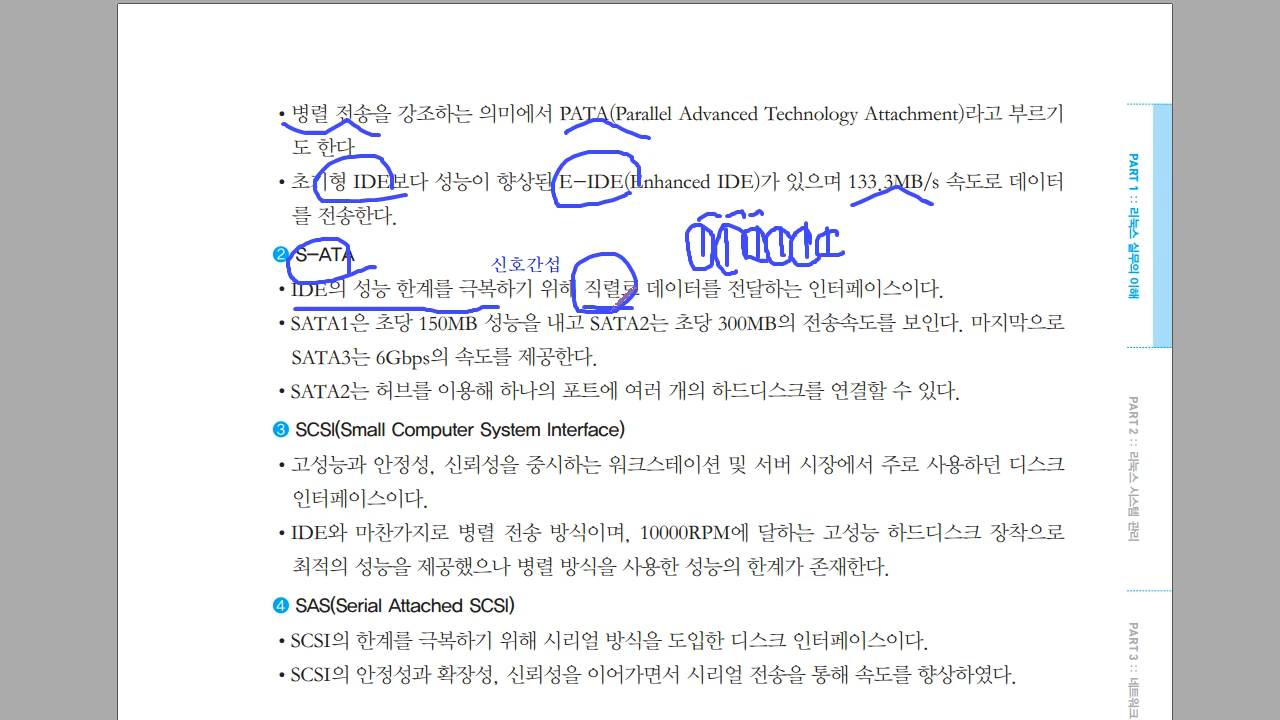 • 병렬 전송을 강조하는 의미에서 PATA(Parallel Advanced Technology Attachment)라고 부르기
도 한다
• 초기형 IDE보다 성능이 향상된 E-IDE(Enhanced IDE)가 있으며 133.3MB/s 속도로 데이터
를 전송한다.
❷ S-ATA
신호간섭
• IDE의 성능 한계를 극복하기 위해 직렬로 데이터를 전달하는 인터페이스이다.
• SATA1은 초당 150MB 성능을 내고 SATA2는 초당 300MB의 전송속도를 보인다. 마지막으로
SATA3는 6Gbps의 속도를 제공한다.
• SATA2는 허브를 이용해 하나의 포트에 여러 개의 하드디스크를 연결할 수 있다.
❸ SCSI(Small Computer System Interface)
• 고성능과 안정성, 신뢰성을 중시하는 워크스테이션 및 서버 시장에서 주로 사용하던 디스크
인터페이스이다.
• IDE와 마찬가지로 병렬 전송 방식이며, 10000RPM에 달하는 고성능 하드디스크 장착으로
최적의 성능을 제공했으나 병렬 방식을 사용한 성능의 한계가 존재한다.
❹ SAS(Serial Attached SCSI)
• SCSI의 한계를 극복하기 위해 시리얼 방식을 도입한 디스크 인터페이스이다.
• SCSI의 안정성과 확장성, 신뢰성을 이어가면서 시리얼 전송을 통해 속도를 향상하였다.
PART 1 :: 리눅스 실무의 이해
PART 2 :: 리눅스 시스템 관리
PART 3 :: 네트워크